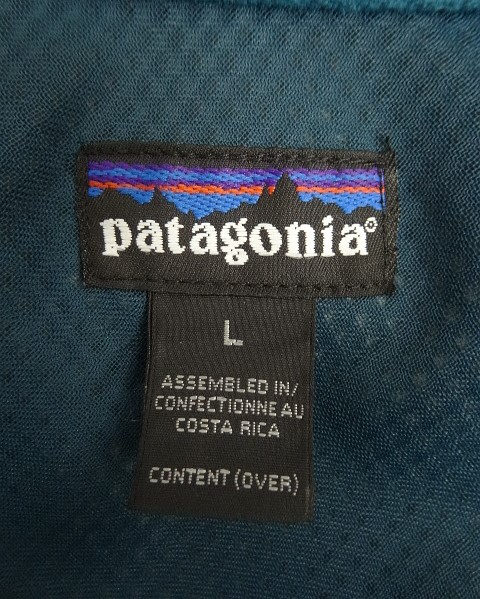 patagonia®
L
ASSEMBLED IN/
CONFECTIONNE AU
COSTA RICA
CONTENT (OVER)